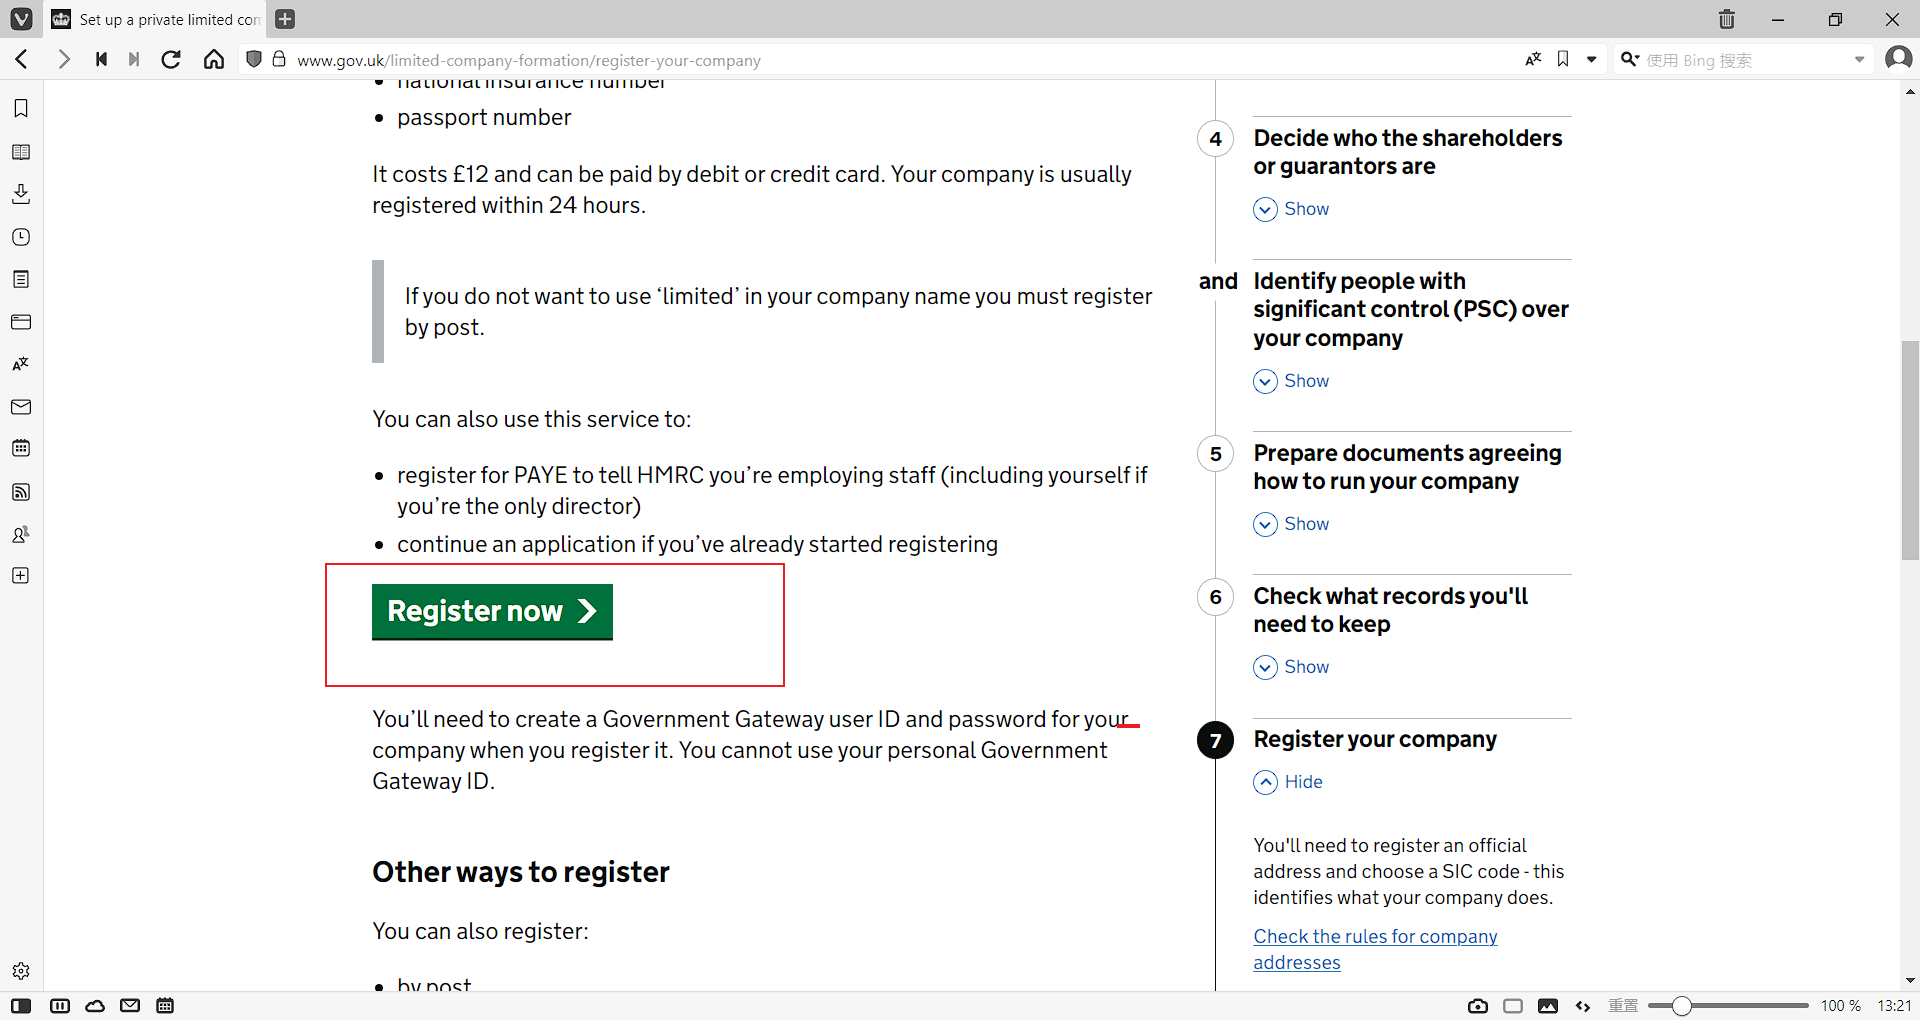 Set up a private limited con
www.gov.uk/limited-company-formation/register-your-company
使用 Bing 搜索
national insurance number
passport number
It costs £12 and can be paid by debit or credit card. Your company is usually
registered within 24 hours.
If you do not want to use ‘limited’ in your company name you must register
by post.
You can also use this service to:
register for PAYE to tell HMRC you’re employing staff (including yourself if
you’re the only director)
continue an application if you’ve already started registering
Register now
You’ll need to create a Government Gateway user ID and password for your
company when you register it. You cannot use your personal Government
Gateway ID.
Other ways to register
You can also register:
by post
4 Decide who the shareholders
or guarantors are
Show
and Identify people with
significant control (PSC) over
your company
Show
5 Prepare documents agreeing
how to run your company
Show
6 Check what records you'll
need to keep
Show
7 Register your company
Hide
You'll need to register an official
address and choose a SIC code - this
identifies what your company does.
Check the rules for company
addresses
重置 100 % 13:21